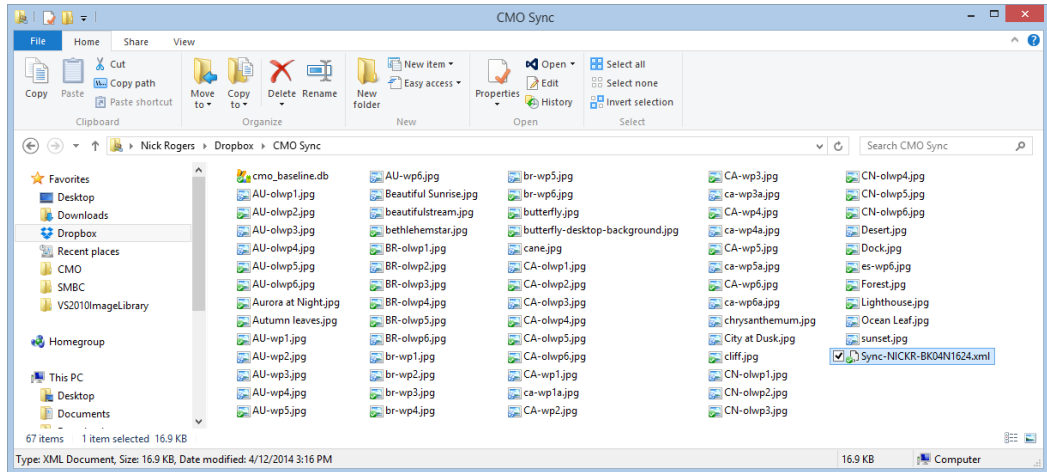 CMO Sync
File Home Share View
Copy
Paste
Cut
Copy path
Paste shortcut
Clipboard
Move to
Copy to
Delete
Rename
Organize
New folder
New item
Easy access
New
Properties
Open
Edit
History
Open
Select all
Select none
Invert selection
Select
Nick Rogers Dropbox CMO Sync
Search CMO Sync
Favorites
Desktop
Downloads
Dropbox
Recent places
CMO
SMBC
VS2010ImageLibrary
Homegroup
This PC
Desktop
Documents
cmo_baseline.db
AU-olwp1.jpg
AU-olwp2.jpg
AU-olwp3.jpg
AU-olwp4.jpg
AU-olwp5.jpg
AU-olwp6.jpg
Aurora at Night.jpg
Autumn leaves.jpg
AU-wp1.jpg
AU-wp2.jpg
AU-wp3.jpg
AU-wp4.jpg
AU-wp5.jpg
AU-wp6.jpg
Beautiful Sunrise.jpg
beautifulstream.jpg
bethlehemstar.jpg
BR-olwp1.jpg
BR-olwp2.jpg
BR-olwp3.jpg
BR-olwp4.jpg
BR-olwp5.jpg
BR-olwp6.jpg
br-wp1.jpg
br-wp2.jpg
br-wp3.jpg
br-wp4.jpg
br-wp5.jpg
br-wp6.jpg
butterfly.jpg
butterfly-desktop-background.jpg
cane.jpg
CA-olwp1.jpg
CA-olwp2.jpg
CA-olwp3.jpg
CA-olwp4.jpg
CA-olwp5.jpg
CA-olwp6.jpg
CA-wp1.jpg
ca-wp1a.jpg
CA-wp2.jpg
CA-wp3.jpg
ca-wp3a.jpg
CA-wp4.jpg
ca-wp4a.jpg
CA-wp5.jpg
ca-wp5a.jpg
CA-wp6.jpg
ca-wp6a.jpg
chrysanthemum.jpg
City at Dusk.jpg
cliff.jpg
CN-olwp1.jpg
CN-olwp2.jpg
CN-olwp3.jpg
CN-olwp4.jpg
CN-olwp5.jpg
CN-olwp6.jpg
Desert.jpg
Dock.jpg
es-wp6.jpg
Forest.jpg
Lighthouse.jpg
Ocean Leaf.jpg
sunset.jpg
Sync-NICKR-BK04N1624.xml
67 items 1 item selected 16.9 KB
Type: XML Document, Size: 16.9 KB, Date modified: 4/12/2014 3:16 PM
16.9 KB
Computer